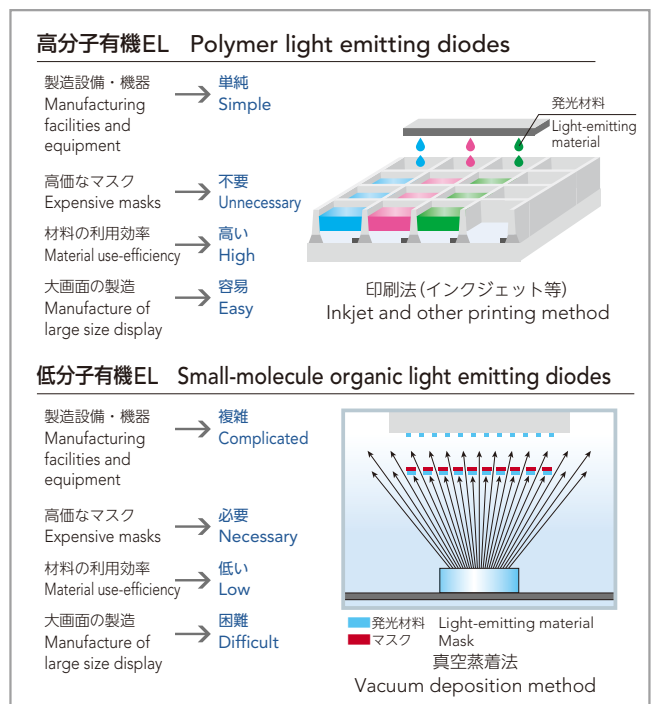 高分子有機EL Polymer light emitting diodes
製造設備・機器
Manufacturing
facilities and
equipment
単純
Simple
高価なマスク
Expensive masks
不要
Unnecessary
材料の利用効率
Material use-efficiency
高い
High
大画面の製造
Manufacture of
large size display
容易
Easy
発光材料
Light-emitting
material
印刷法(インクジェット等)
Inkjet and other printing method
低分子有機EL Small-molecule organic light emitting diodes
製造設備・機器
Manufacturing
facilities and
equipment
複雑
Complicated
高価なマスク
Expensive masks
必要
Necessary
材料の利用効率
Material use-efficiency
低い
Low
大画面の製造
Manufacture of
large size display
困難
Difficult
発光材料 Light-emitting material
マスク Mask
真空蒸着法
Vacuum deposition method